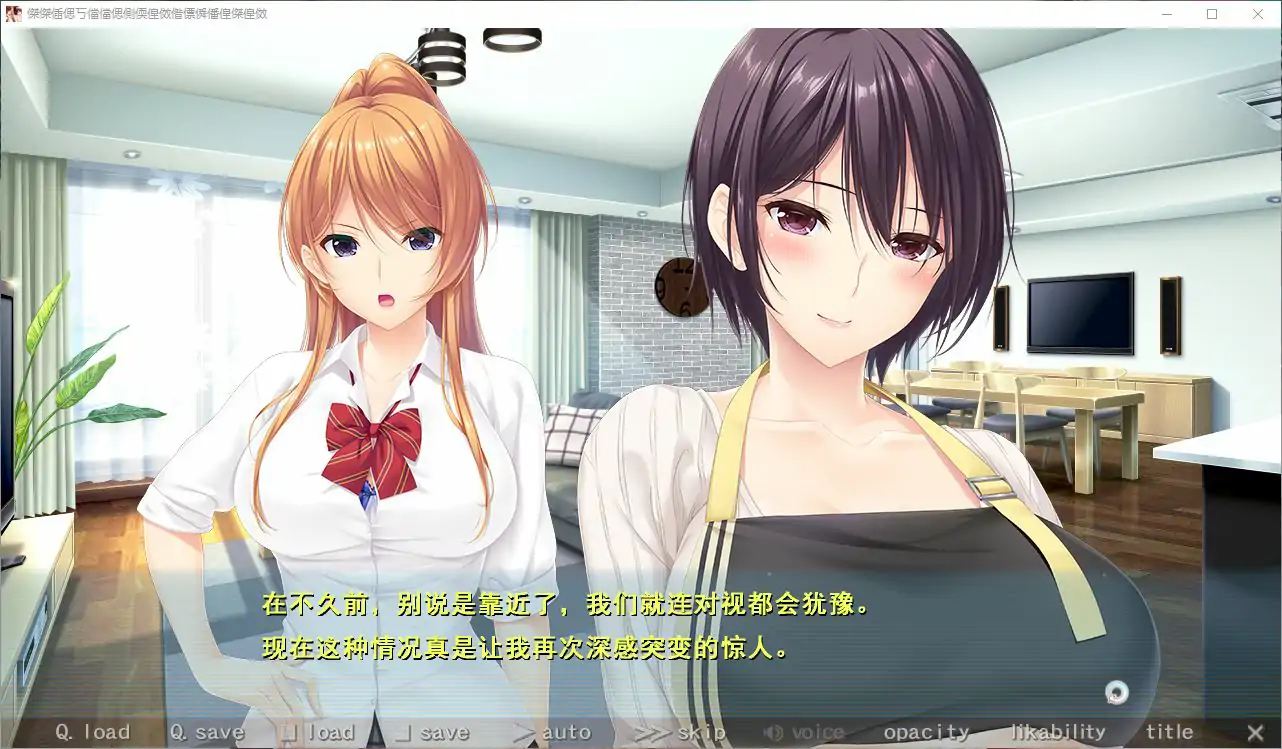 在不久前，别说是靠近了，我们就连对视都会犹豫。
现在这种情况真是让我再次深感突变的惊人。
Q. load Q. save load save auto skip voice opacity likability title